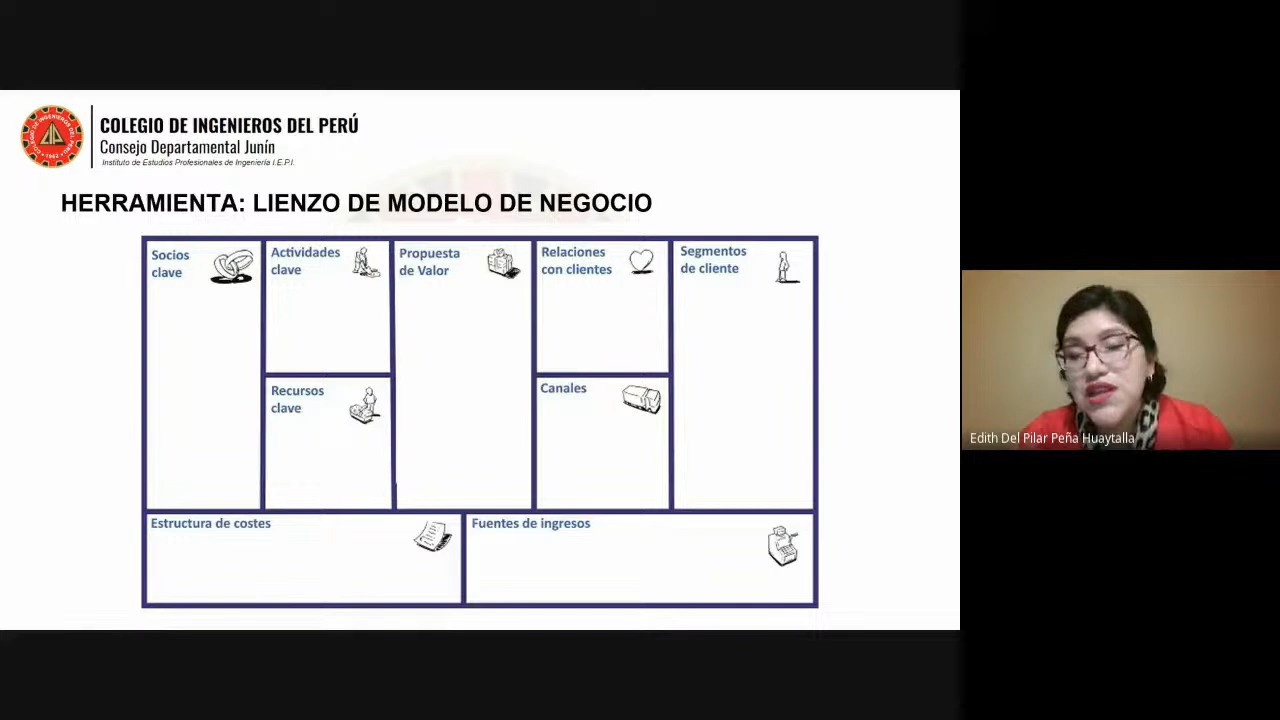 COLEGIO DE INGENIEROS DEL PERÚ
Consejo Departamental Junín
Instituto de Estudios Profesionales de Ingeniería I.E.P.I.
HERRAMIENTA: LIENZO DE MODELO DE NEGOCIO
Socios
clave
Actividades
clave
Recursos
clave
Propuesta
de Valor
Relaciones
con clientes
Canales
Segmentos
de cliente
Estructura de costes
Fuentes de ingresos
Edith Del Pilar Peña Huaytalla